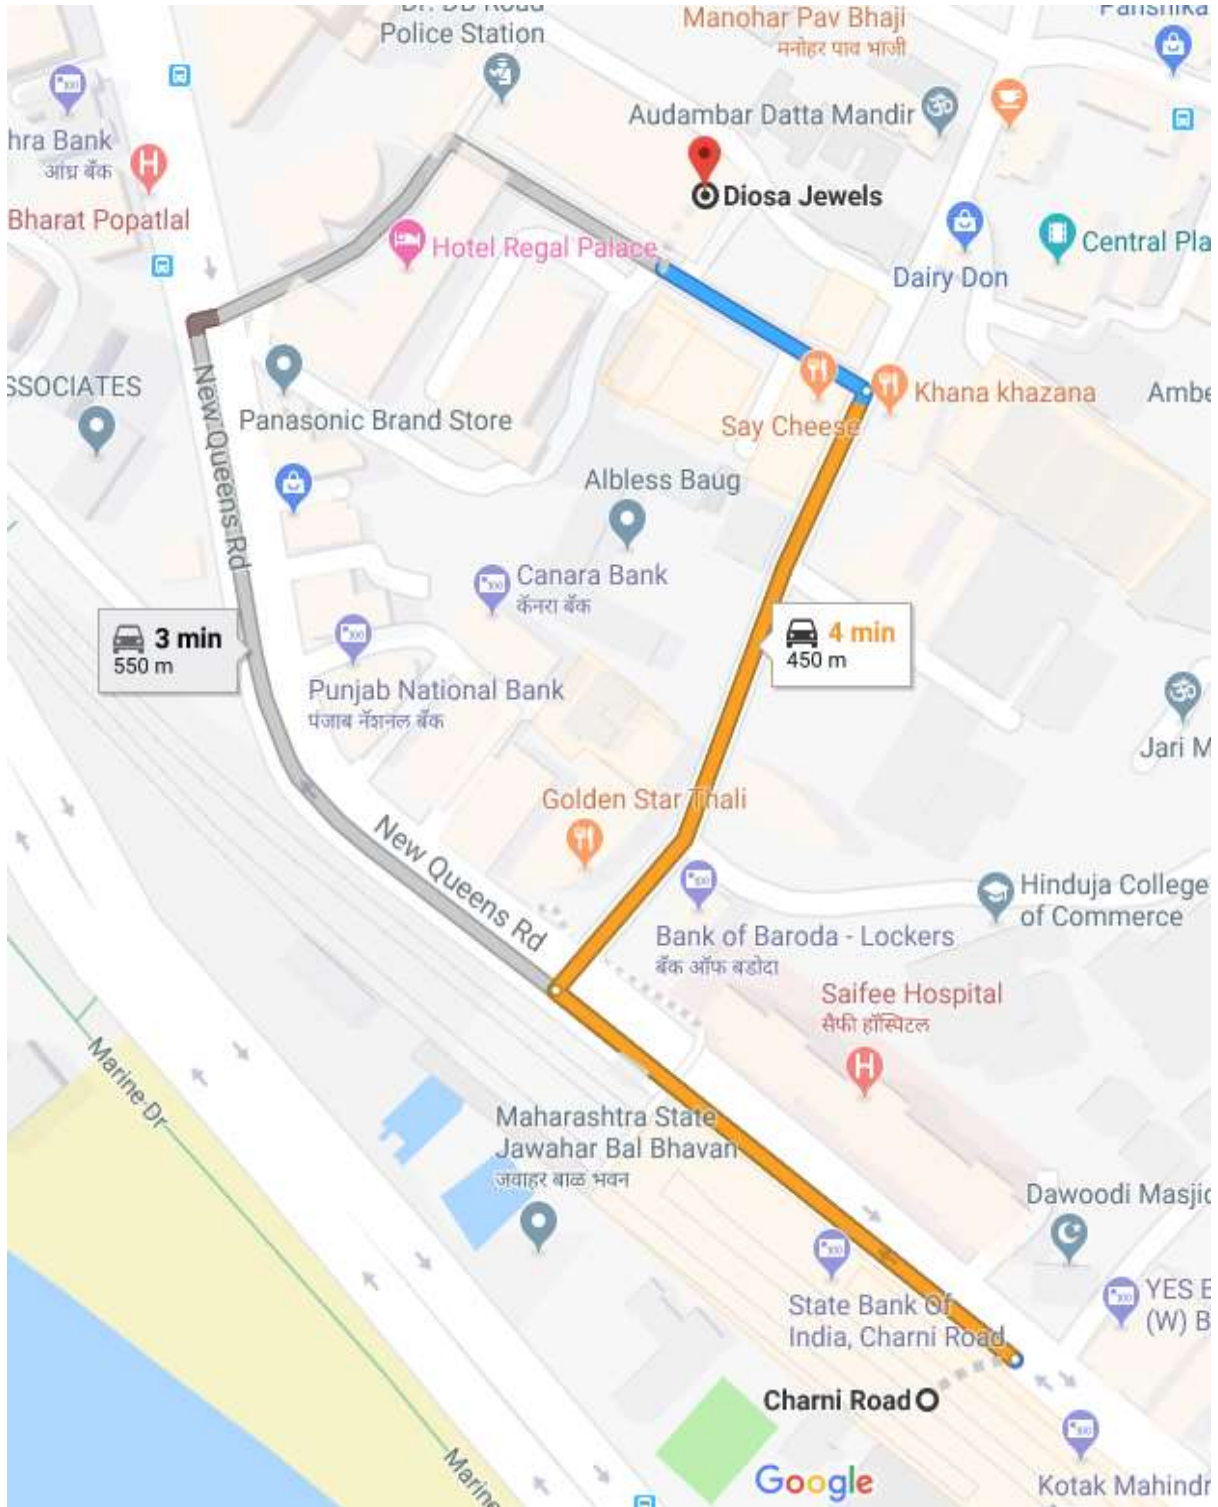 Police Station
Manohar Pav Bhaji
मनोहर पाव भाजी
Audambar Datta Mandir
hra Bank
आंध्र बँक
Bharat Popatlal
Diosa Jewels
Hotel Regal Palace
Central Pla
Dairy Don
SSOCIATES
Panasonic Brand Store
Khana khazana
Ambe
Say Cheese
New Queens Rd
Albless Baug
Canara Bank
कॅनरा बँक
3 min
550 m
4 min
450 m
Punjab National Bank
पंजाब नॅशनल बँक
Jari M
Golden Star Thali
New Queens Rd
Hinduja College
of Commerce
Bank of Baroda - Lockers
बँक ऑफ बडोदा
Saifee Hospital
सैफी हॉस्पिटल
Marine Dr
Maharashtra State
Jawahar Bal Bhavan
जवाहर बाळ भवन
Dawoodi Masjid
State Bank Of
India, Charni Road
YES B
(W) B
Charni Road
Marine
Google
Kotak Mahindr